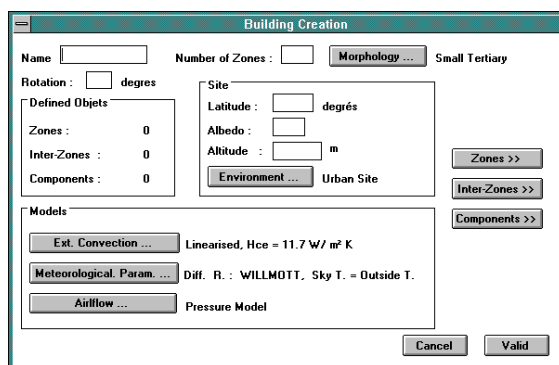 Building Creation
Name Number of Zones : Morphology ... Small Tertiary
Rotation : degres
Defined Objets
Zones : 0
Inter-Zones : 0
Components : 0
Site
Latitude : degrés
Albedo :
Altitude : m
Environment ... Urban Site
Zones >>
Inter-Zones >>
Components >>
Models
Ext. Convection ... Linearised, Hce = 11.7 W/ m² K
Meteorological. Param. ... Diff. R. : WILLMOTT, Sky T. = Outside T.
Airlflow ... Pressure Model
Cancel Valid